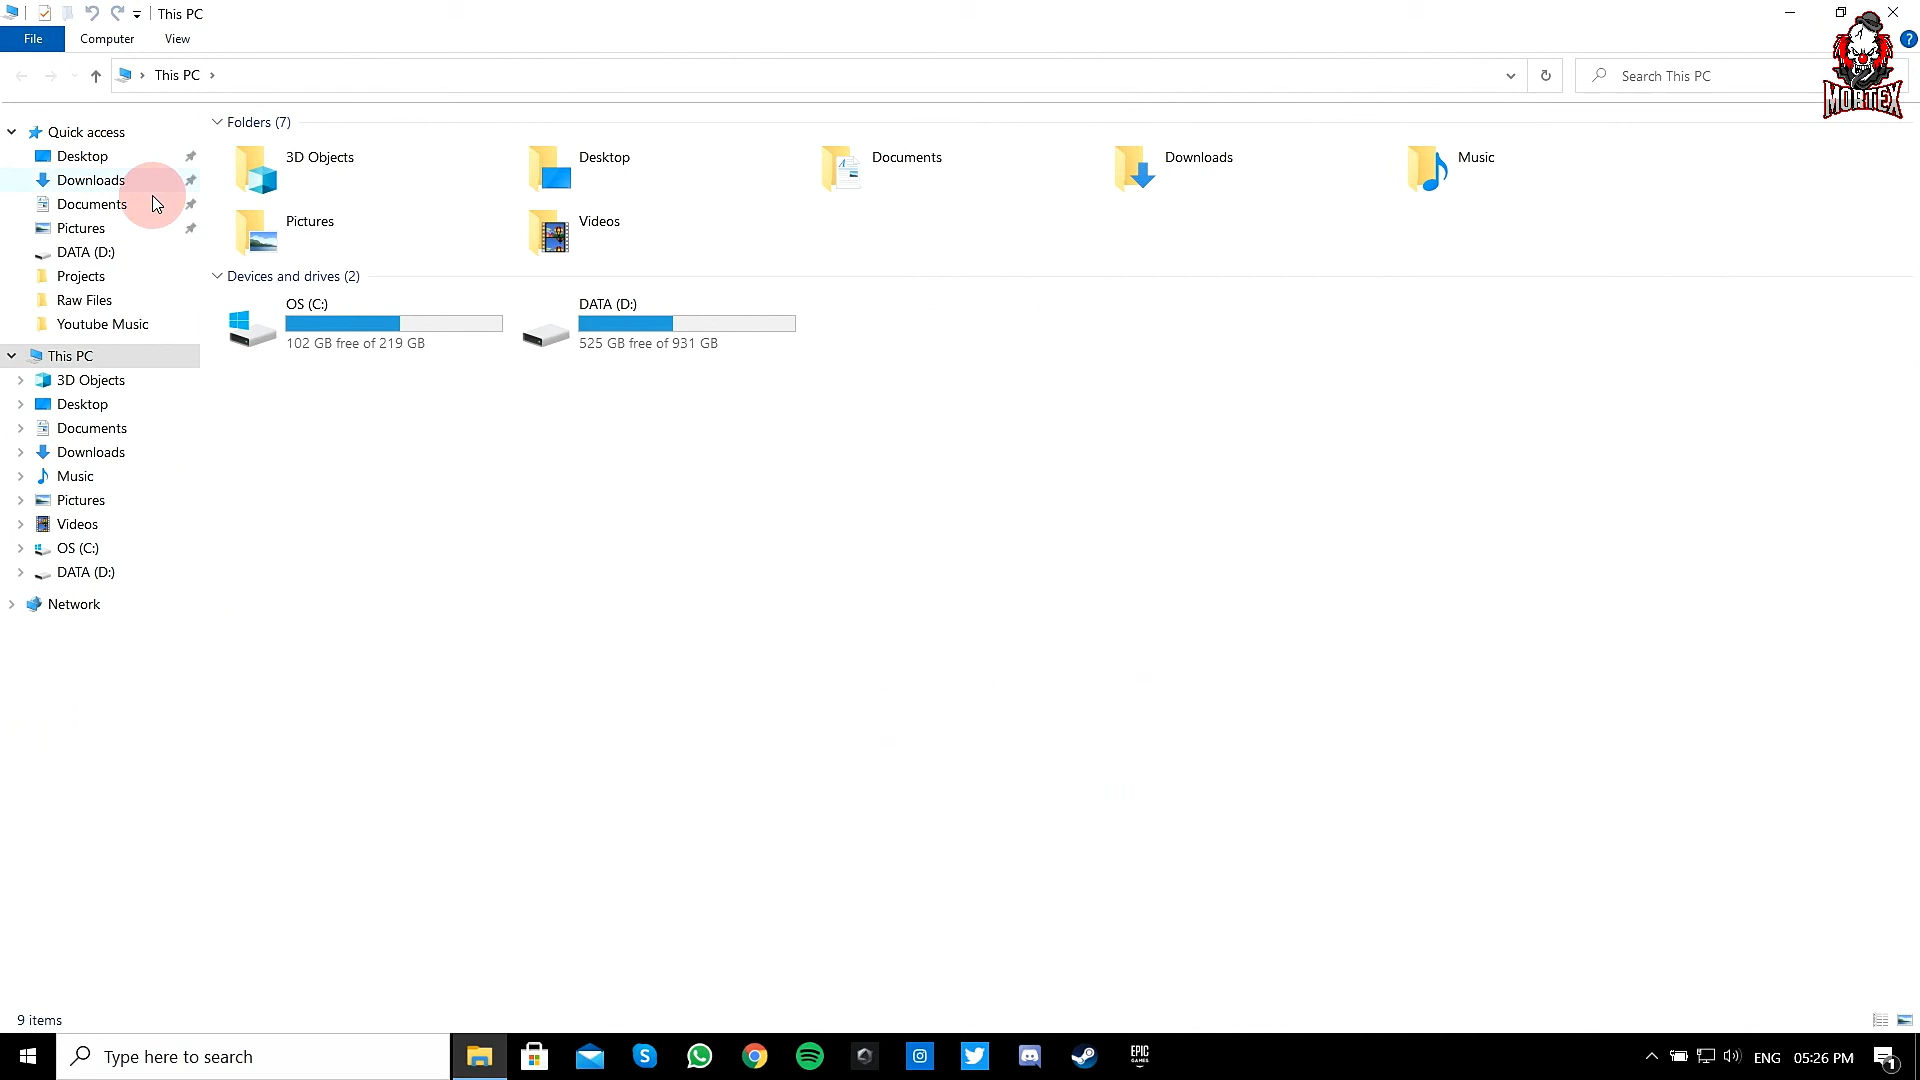 This PC
File Computer View
This PC
Search This PC
MORTEX
Quick access
Desktop
Downloads
Documents
Pictures
DATA (D:)
Projects
Raw Files
Youtube Music
This PC
3D Objects
Desktop
Documents
Downloads
Music
Pictures
Videos
OS (C:)
DATA (D:)
Network
Folders (7)
3D Objects
Desktop
Documents
Downloads
Music
Pictures
Videos
Devices and drives (2)
OS (C:)
102 GB free of 219 GB
DATA (D:)
525 GB free of 931 GB
9 items
Type here to search
EPIC
GAMES
ENG
05:26 PM
1